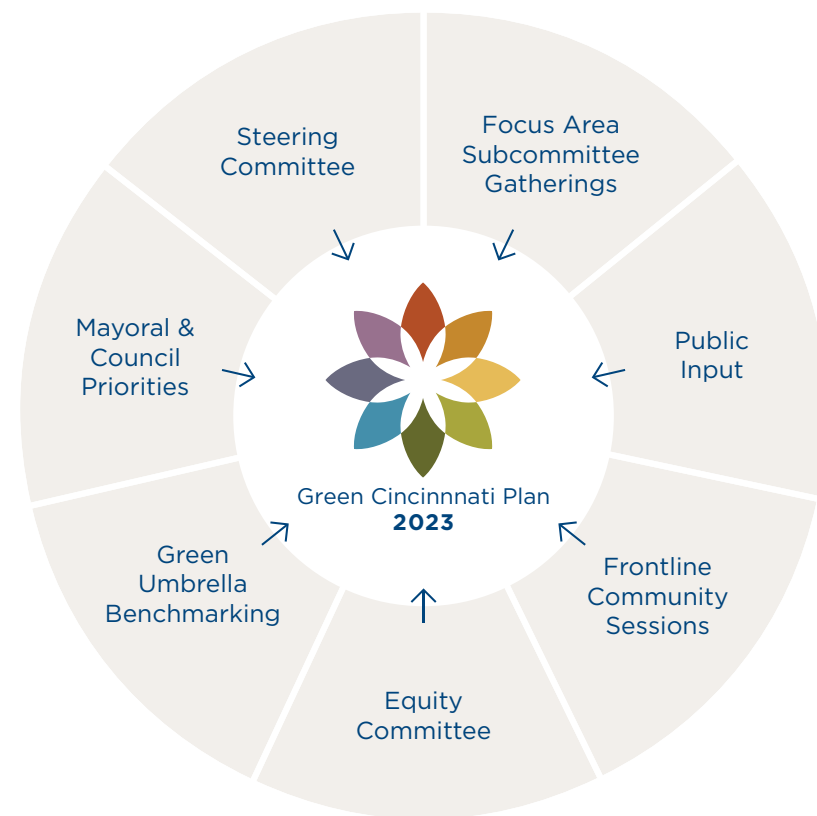 Steering
Committee
Focus Area
Subcommittee
Gatherings
Mayoral &
Council
Priorities
Public
Input
Green Cincinnnati Plan
2023
Green
Umbrella
Benchmarking
Frontline
Community
Sessions
Equity
Committee